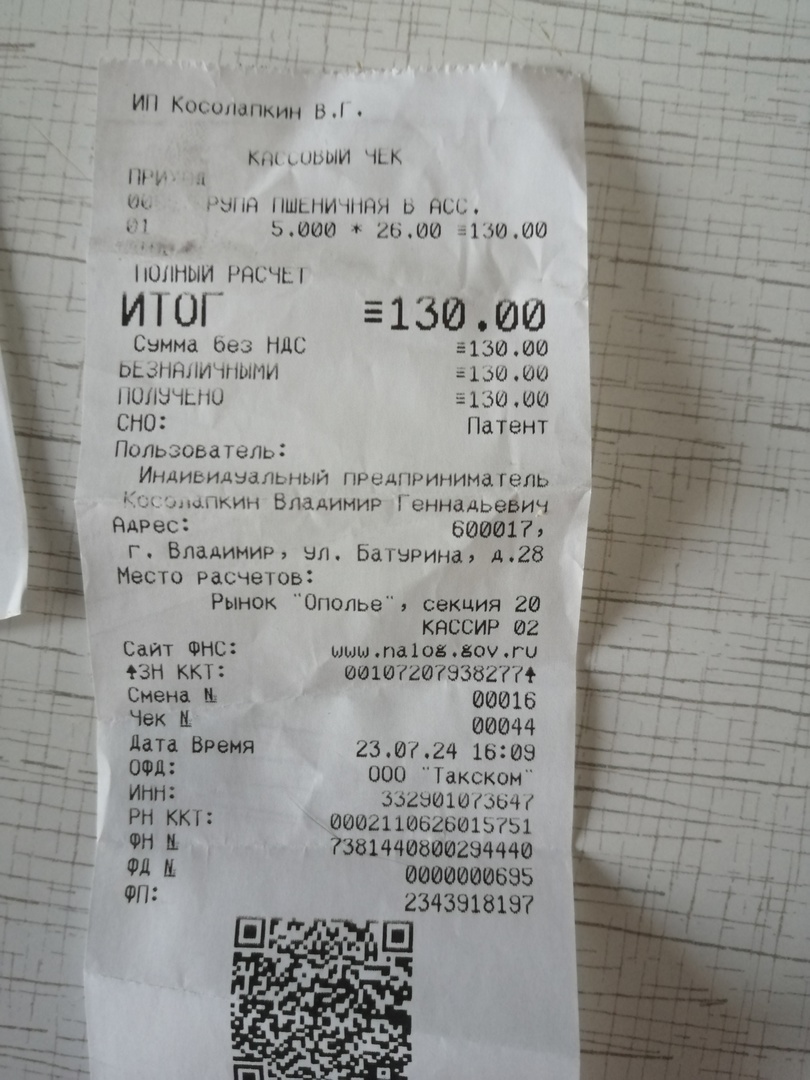 ИП Косолапкин В.Г.
КАССОВЫЙ ЧЕК
ПРИХОД
ПШЕНИЧНАЯ В АСС.
01 5.000 * 26.00 ≡130.00
ПОЛНЫЙ РАСЧЕТ
ИТОГ ≡130.00
Сумма без НДС ≡130.00
БЕЗНАЛИЧНЫМИ ≡130.00
ПОЛУЧЕНО ≡130.00
СНО: Патент
Пользователь:
Индивидуальный предприниматель
Косолапкин Владимир Геннадьевич
Адрес: 600017,
г. Владимир, ул. Батурина, д.28
Место расчетов:
Рынок "Ополье", секция 20
КАССИР 02
Сайт ФНС: www.nalog.gov.ru
↑ЗН ККТ: 00107207938277↑
Смена № 00016
Чек № 00044
Дата Время 23.07.24 16:09
ОФД: ООО "Такском"
ИНН: 332901073647
РН ККТ: 0002110626015751
ФН № 7381440800294440
ФД № 0000000695
ФП: 2343918197